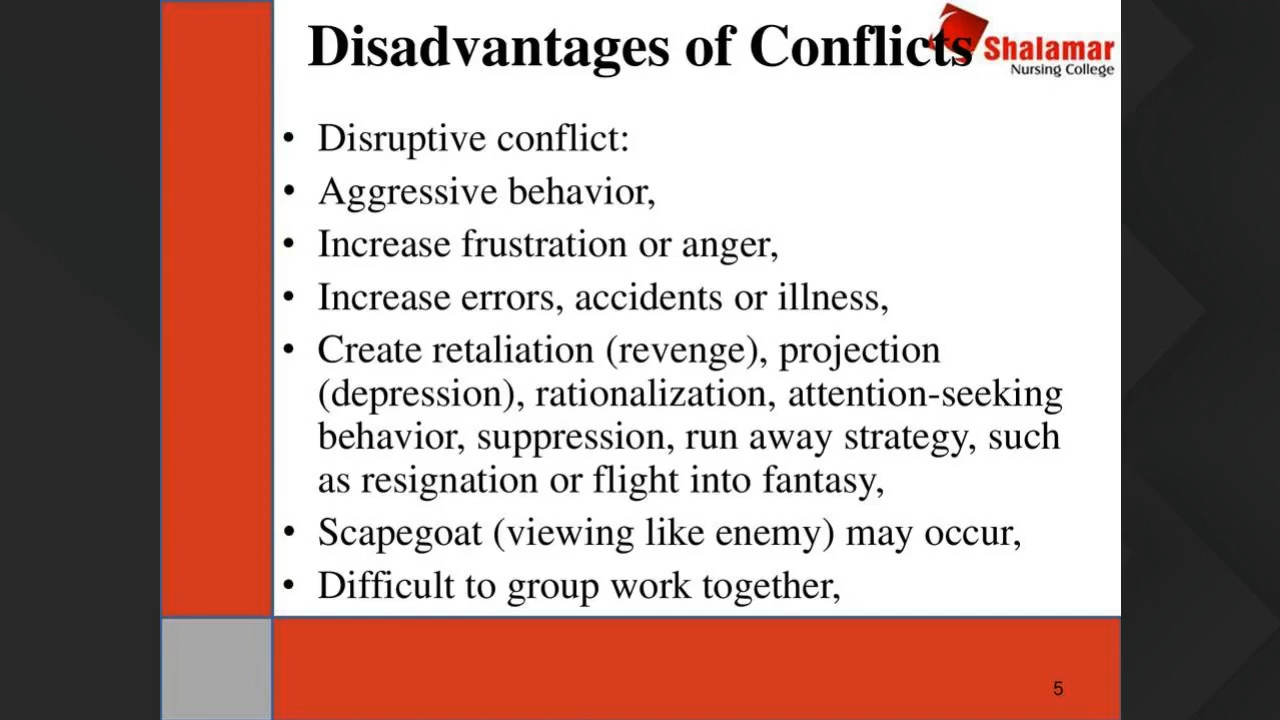 Disadvantages of Conflicts
Shalamar
Nursing College
• Disruptive conflict:
• Aggressive behavior,
• Increase frustration or anger,
• Increase errors, accidents or illness,
• Create retaliation (revenge), projection
(depression), rationalization, attention-seeking
behavior, suppression, run away strategy, such
as resignation or flight into fantasy,
• Scapegoat (viewing like enemy) may occur,
• Difficult to group work together,
5